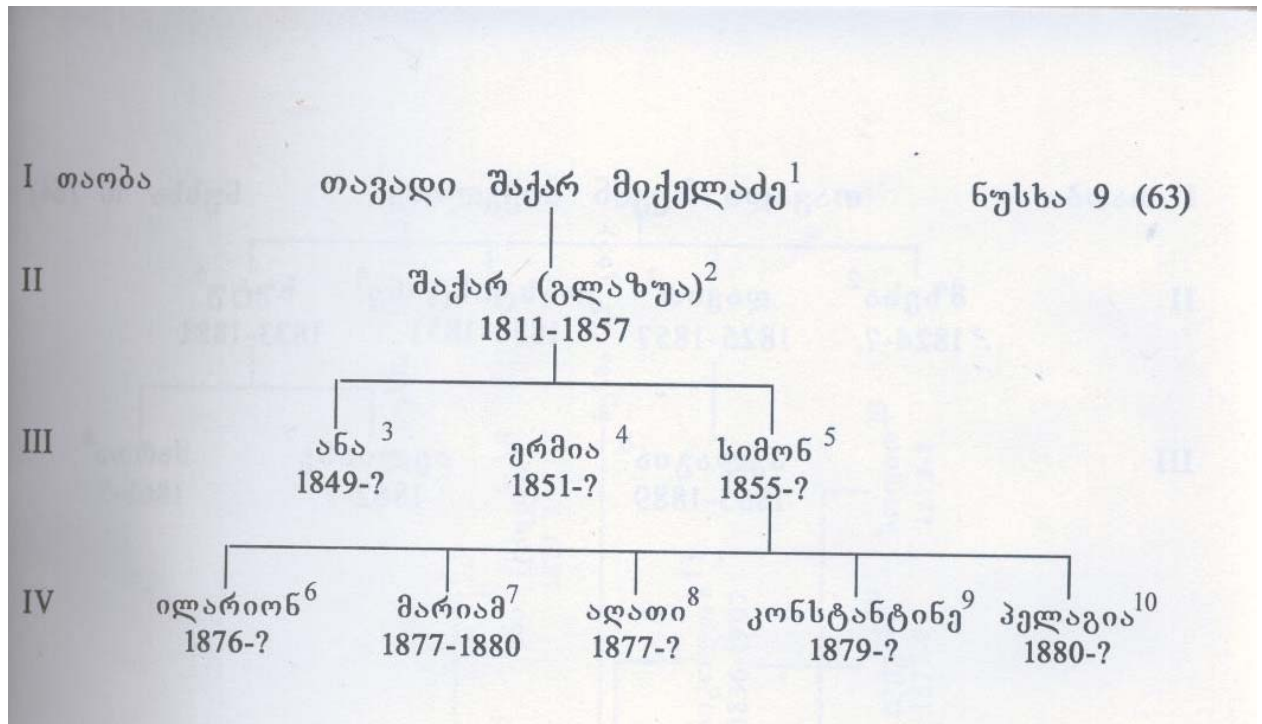 I თაობა თავადი შაქარ მიქელაძე1 ნუსხა 9 (63)
II შაქარ (გლაზუა)2
1811-1857
III ანა 3 ერმია 4 სიმონ 5
1849-? 1851-? 1855-?
IV ილარიონ6 მარიამ7 აღათი8 კონსტანტინე9 პელაგია10
1876-? 1877-1880 1877-? 1879-? 1880-?